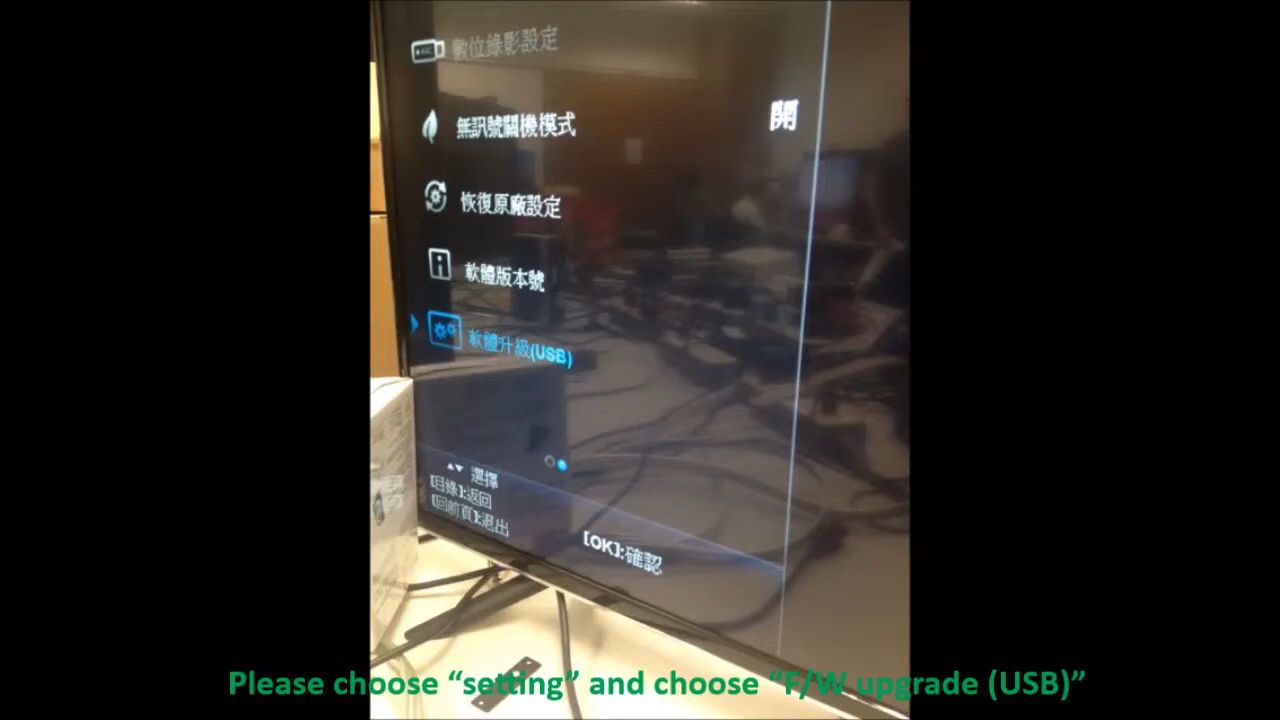 數位錄影設定
無訊號關機模式
開
恢復原廠設定
軟體版本號
軟體升級(USB)
▲▼ 選擇
[目錄]:返回
[回前頁]:退出
[OK]:確認
Please choose “setting” and choose “F/W upgrade (USB)”